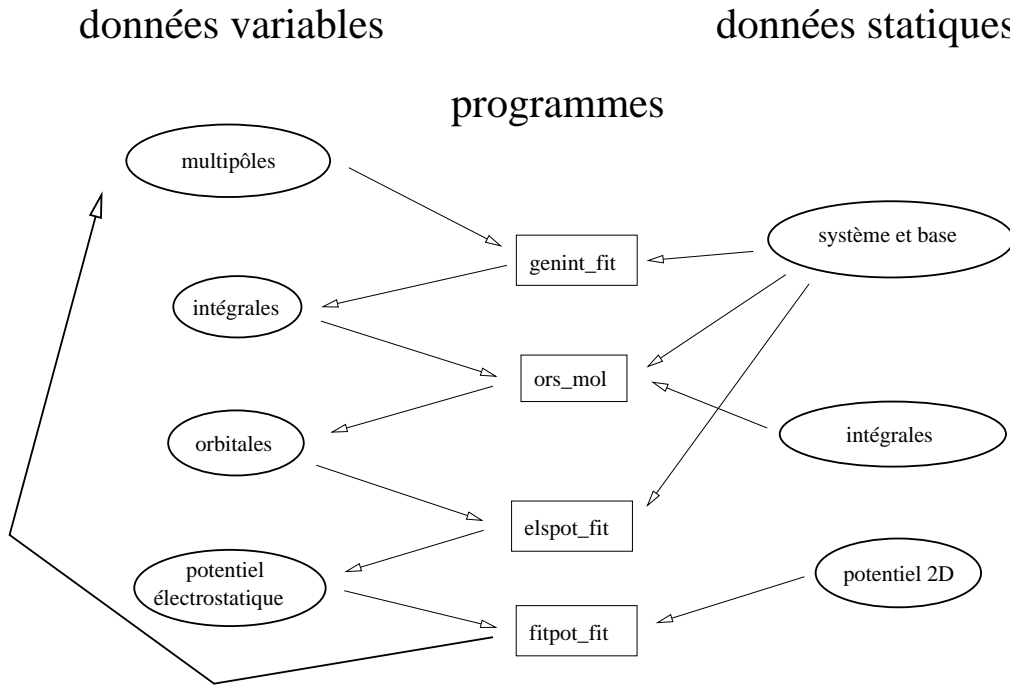 données variables
données statiques
programmes
multipôles
système et base
genint_fit
intégrales
ors_mol
intégrales
orbitales
elspot_fit
potentiel
électrostatique
potentiel 2D
fitpot_fit